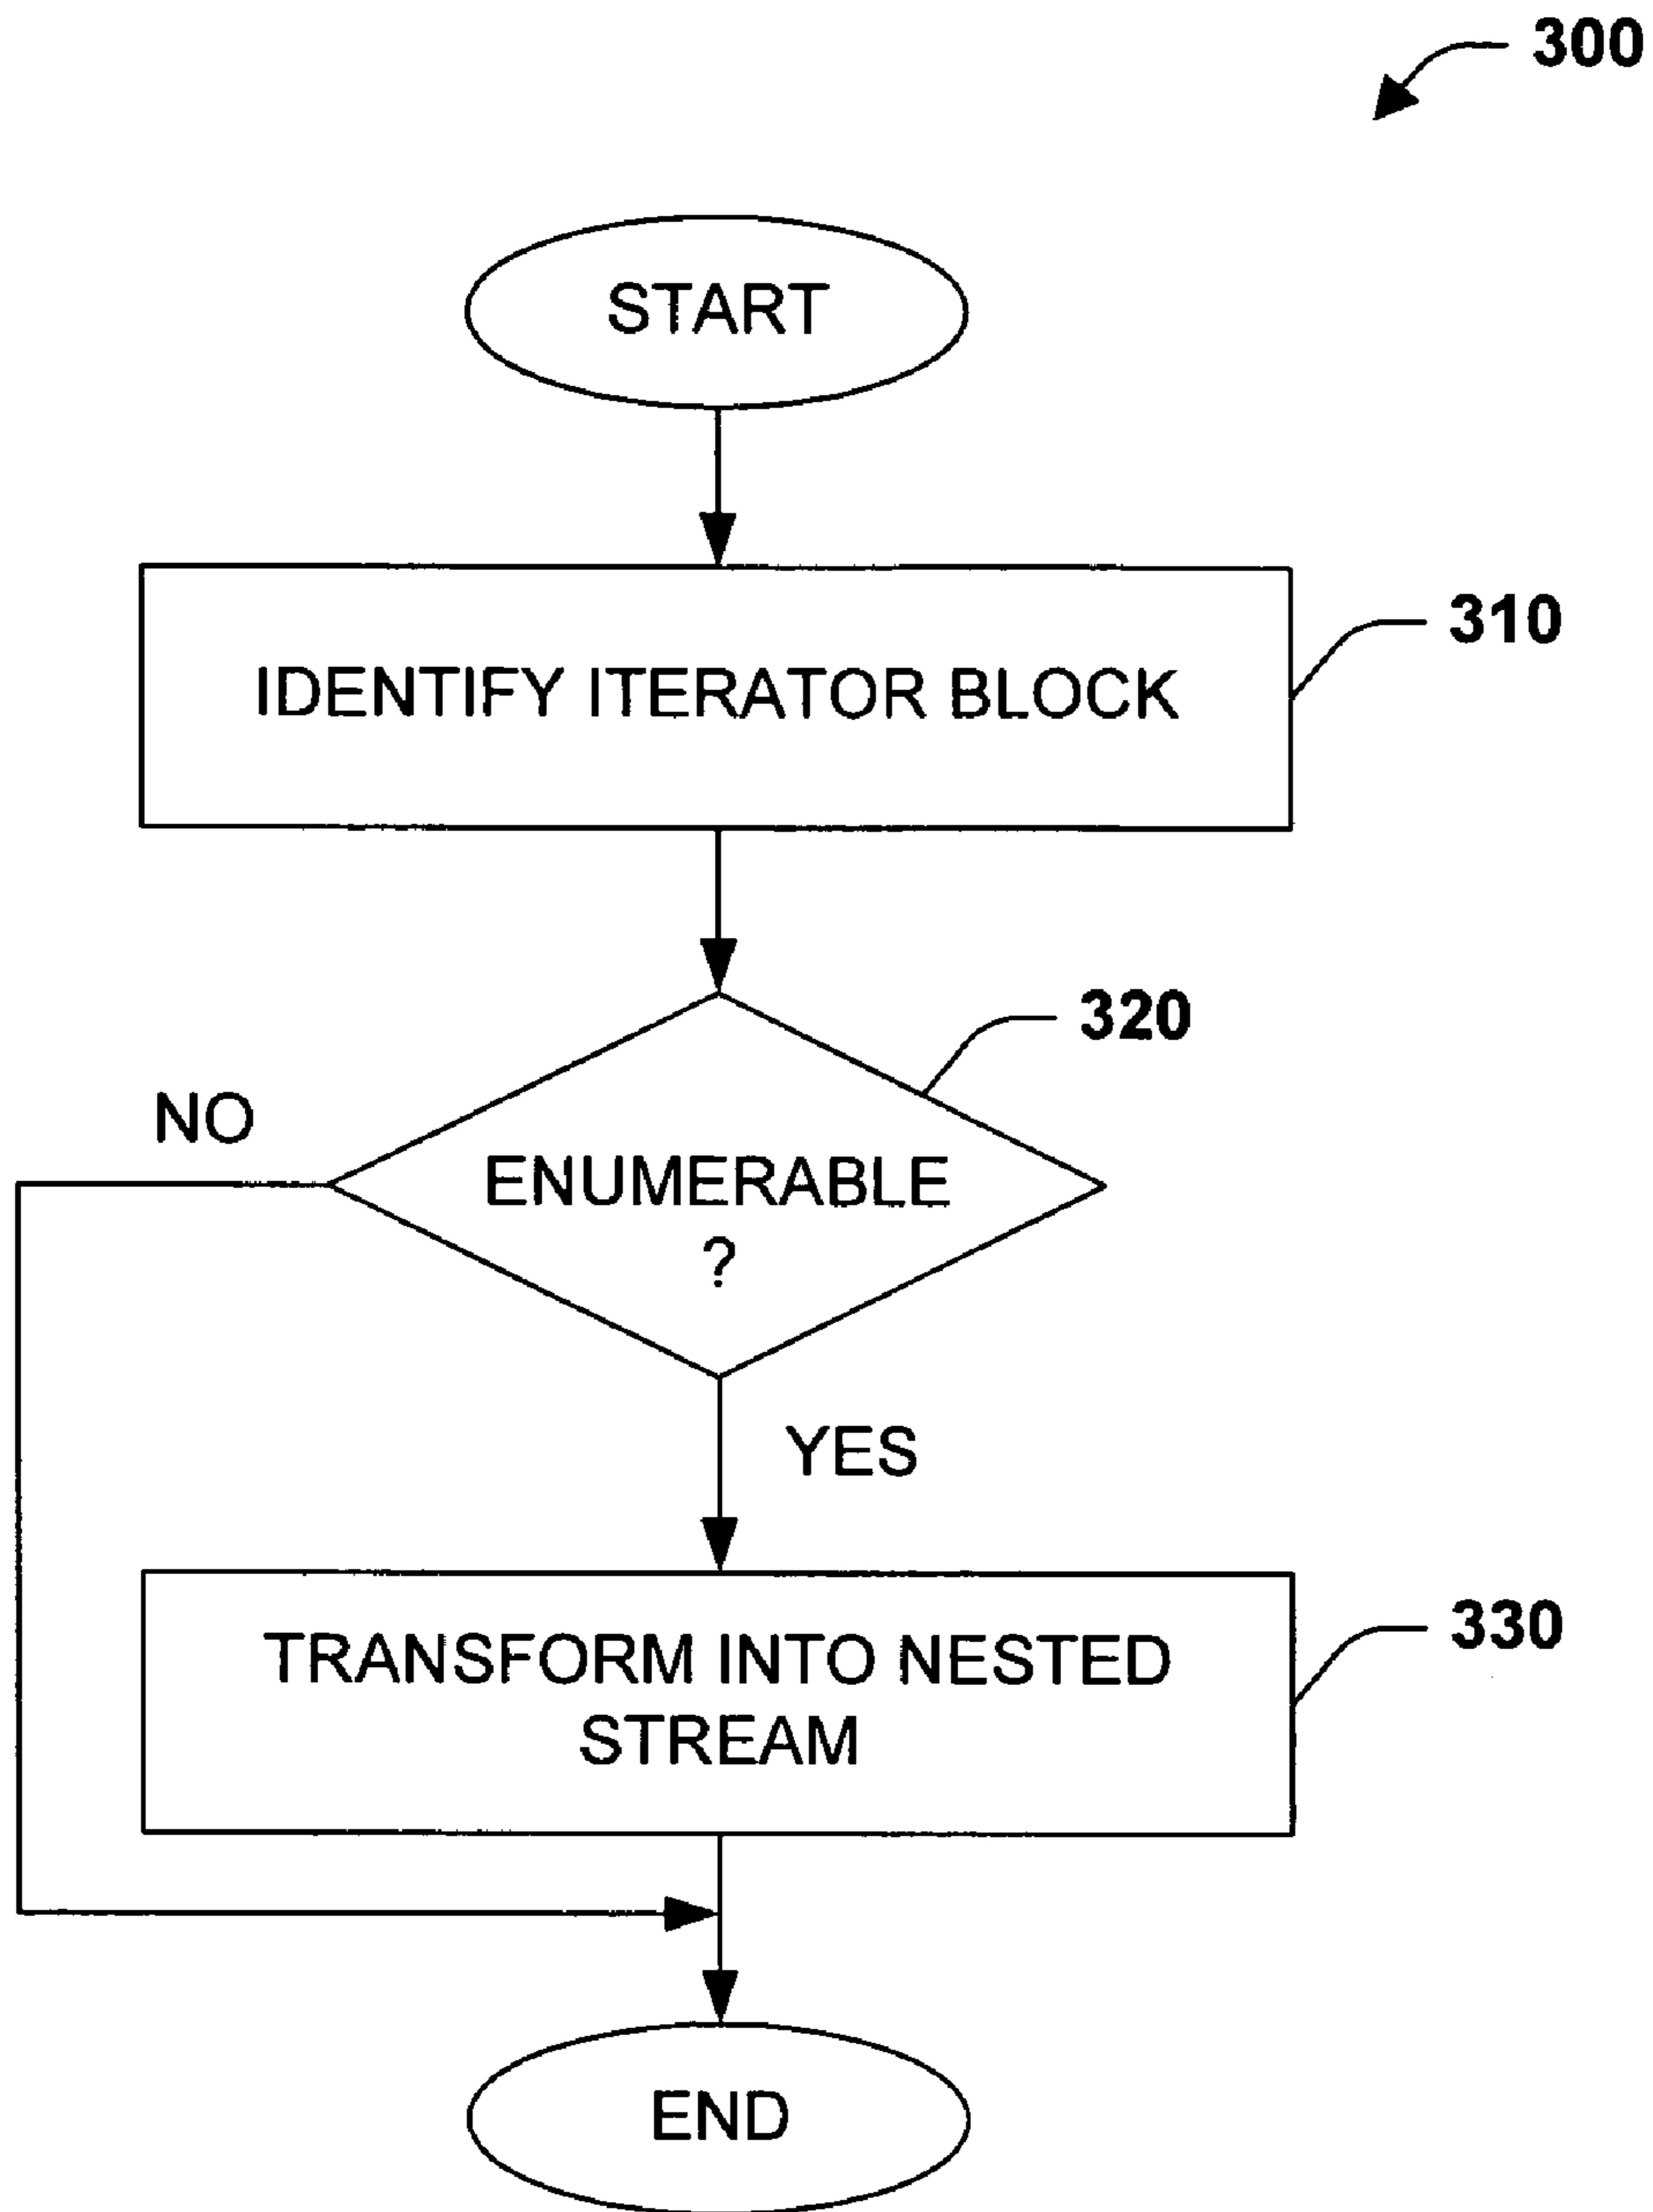 300
START
310
IDENTIFY ITERATOR BLOCK
320
NO
ENUMERABLE
?
YES
330
TRANSFORM INTO NESTED
STREAM
END